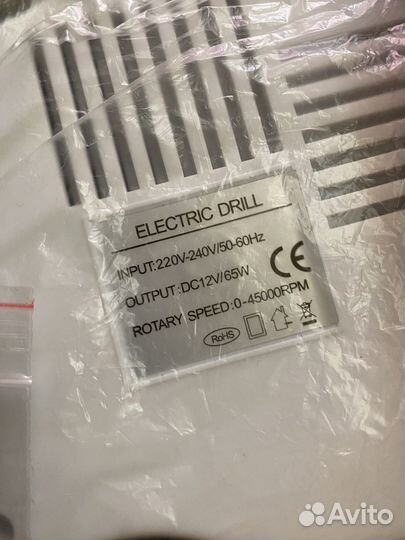 ELECTRIC DRILL
INPUT:220V-240V/50-60Hz
OUTPUT:DC12V/65W
CE
ROTARY SPEED:0-45000RPM
RoHS
Avito